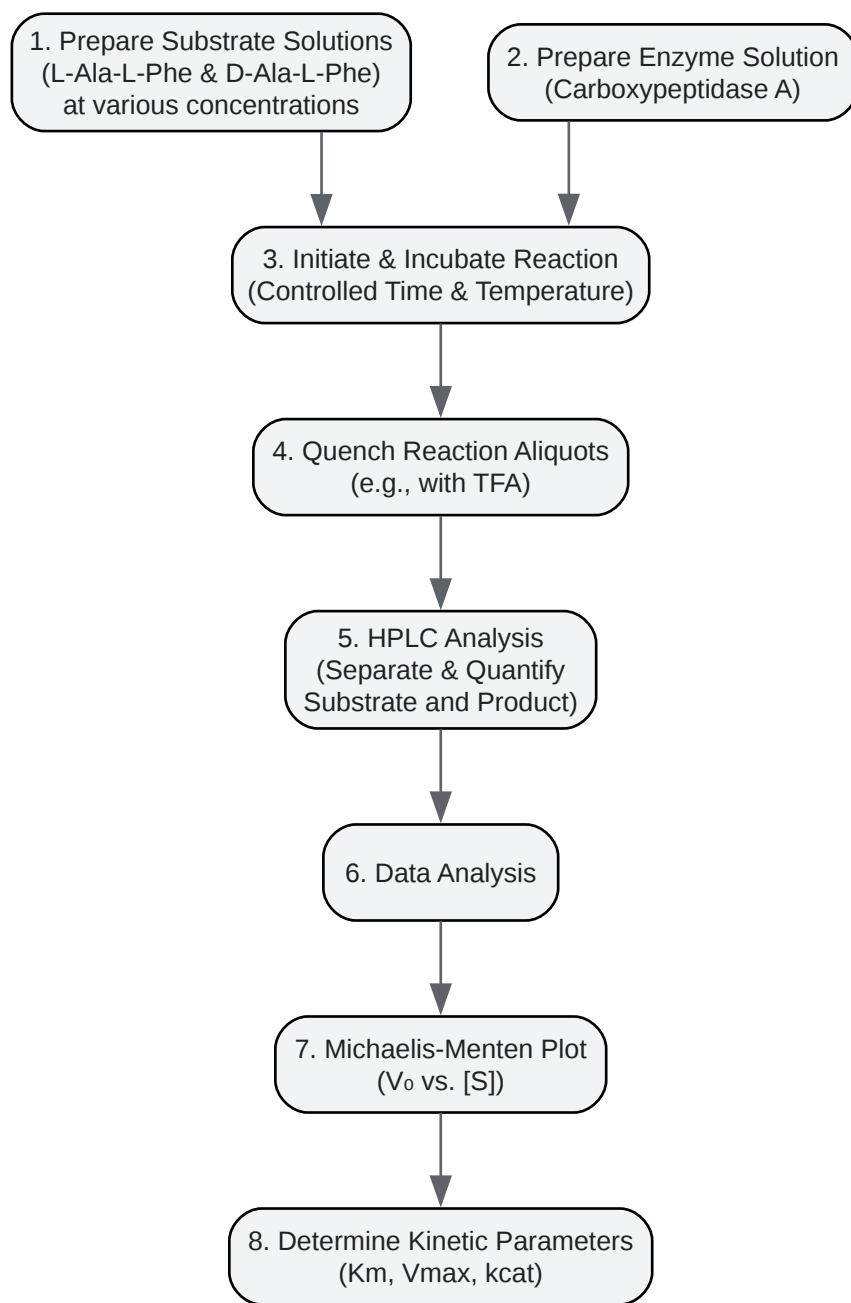 1. Prepare Substrate Solutions
(L-Ala-L-Phe & D-Ala-L-Phe)
at various concentrations
2. Prepare Enzyme Solution
(Carboxypeptidase A)
3. Initiate & Incubate Reaction
(Controlled Time & Temperature)
4. Quench Reaction Aliquots
(e.g., with TFA)
5. HPLC Analysis
(Separate & Quantify
Substrate and Product)
6. Data Analysis
7. Michaelis-Menten Plot
(V₀ vs. [S])
8. Determine Kinetic Parameters
(Km, Vmax, kcat)